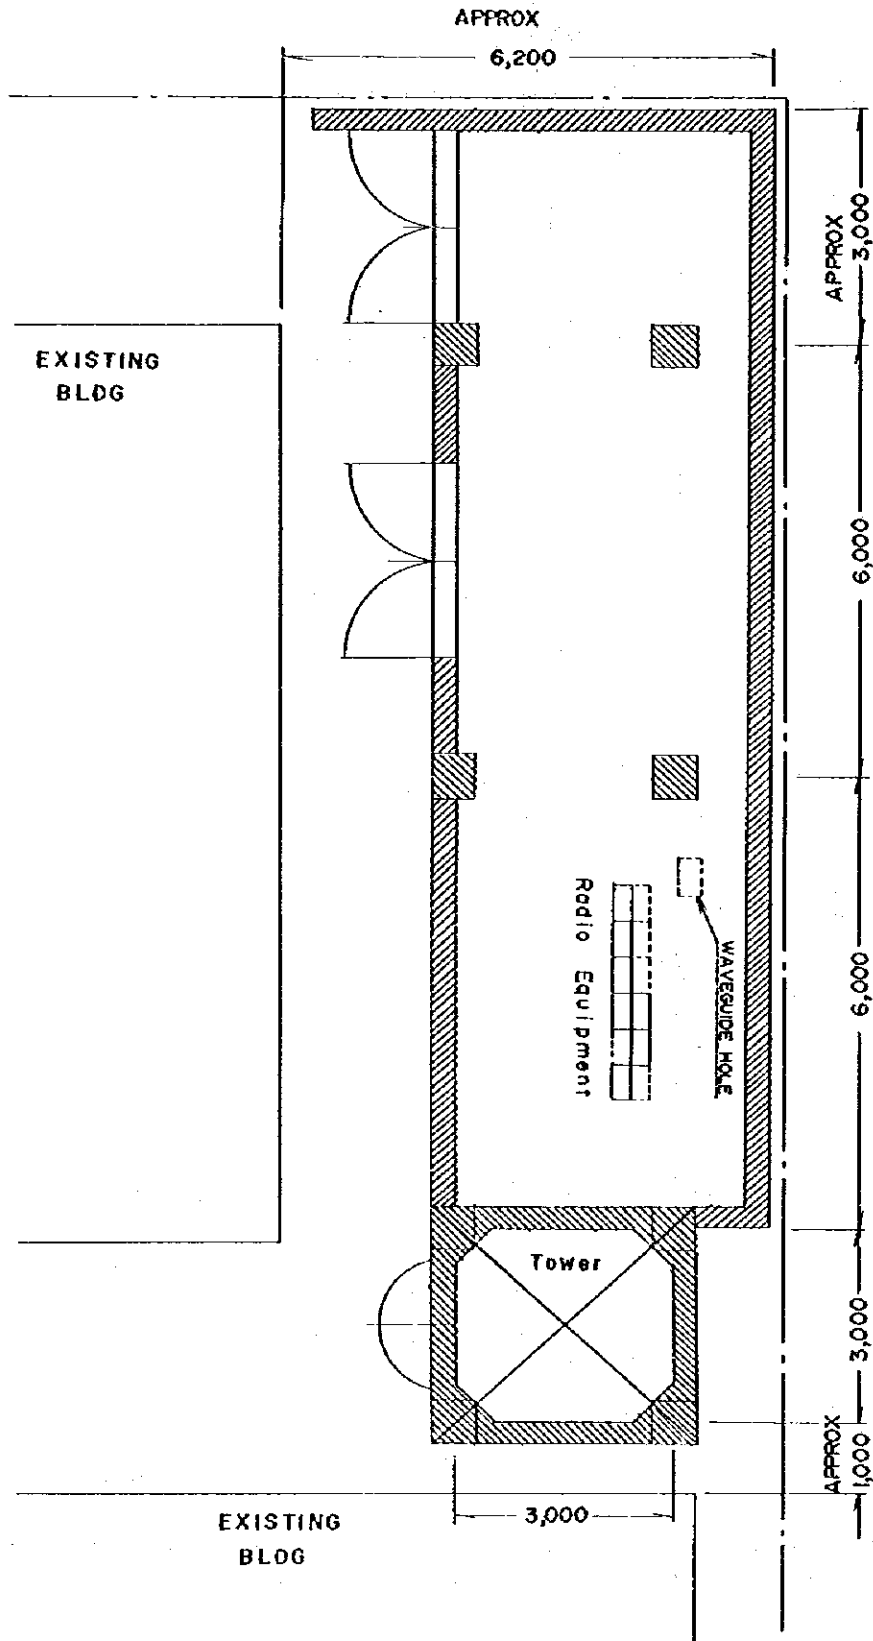 APPROX
6,200
APPROX
3,000
EXISTING
BLDG
6,000
Radio Equipment
WAVEGUIDE HOLE
6,000
Tower
3,000
APPROX
1,000
3,000
EXISTING
BLDG